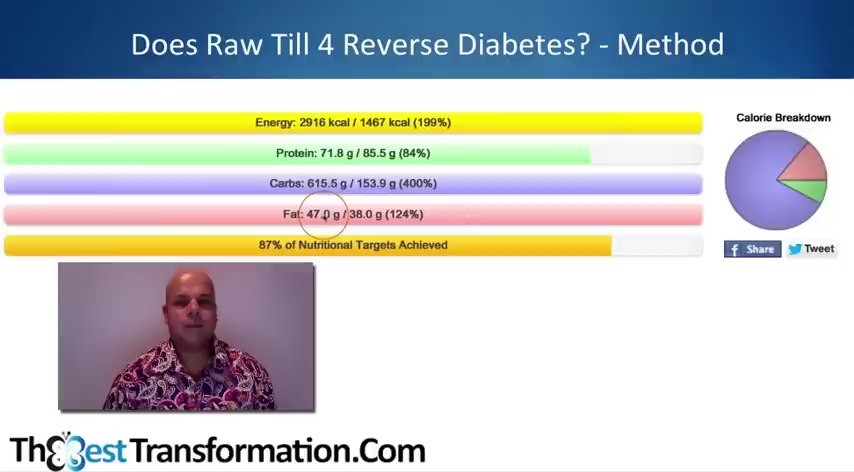 Does Raw Till 4 Reverse Diabetes? - Method
Energy: 2916 kcal / 1467 kcal (199%)
Protein: 71.8 g / 85.5 g (84%)
Carbs: 615.5 g / 153.9 g (400%)
Fat: 47.0 g / 38.0 g (124%)
87% of Nutritional Targets Achieved
Calorie Breakdown
f Share
Tweet
TheBestTransformation.Com